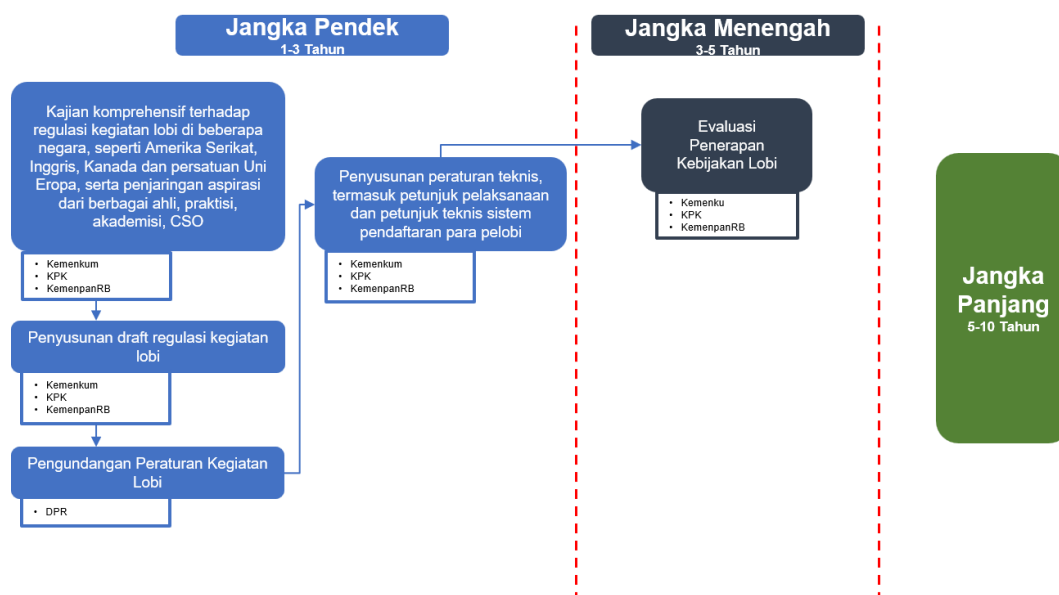 Jangka Pendek
1-3 Tahun
Kajian komprehensif terhadap
regulasi kegiatan lobi di beberapa
negara, seperti Amerika Serikat,
Inggris, Kanada dan persatuan Uni
Eropa, serta penjaringan aspirasi
dari berbagai ahli, praktisi,
akademisi, CSO
• Kemenkum
• KPK
• KemenpanRB
Penyusunan draft regulasi kegiatan
lobi
• Kemenkum
• KPK
• KemenpanRB
Pengundangan Peraturan Kegiatan
Lobi
• DPR
Penyusunan peraturan teknis,
termasuk petunjuk pelaksanaan
dan petunjuk teknis sistem
pendaftaran para pelobi
• Kemenkum
• KPK
• KemenpanRB
Jangka Menengah
3-5 Tahun
Evaluasi
Penerapan
Kebijakan Lobi
• Kemenku
• KPK
• KemenpanRB
Jangka
Panjang
5-10 Tahun